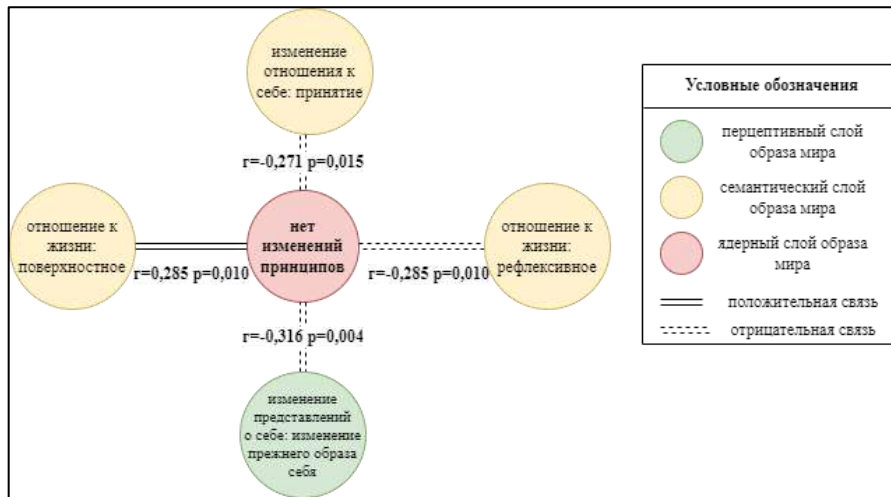 изменение
отношения к
себе: принятие
r=-0,271 p=0,015
отношение к
жизни:
поверхностное
r=0,285 p=0,010
нет
изменений
принципов
отношение к
жизни:
рефлексивное
r=-0,285 p=0,010
r=-0,316 p=0,004
изменение
представлений
о себе: изменение
прежнего образа
себя
Условные обозначения
перцептивный слой
образа мира
семантический слой
образа мира
ядерный слой образа
мира
положительная связь
отрицательная связь